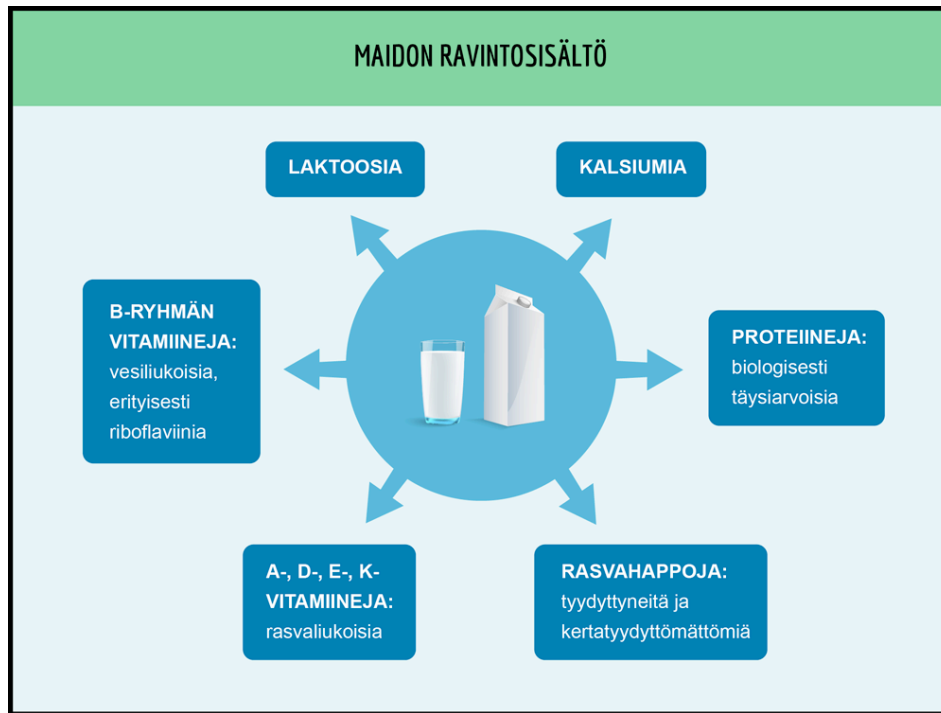 MAIDON RAVINTOSISÄLTÖ
LAKTOOSIA
KALSIUMIA
B-RYHMÄN
VITAMIINEJA:
vesiliukoisia,
erityisesti
riboflaviinia
PROTEIINEJA:
biologisesti
täysiarvoisia
A-, D-, E-, K-
VITAMIINEJA:
rasvaliukoisia
RASVAHAPPOJA:
tyydyttyneitä ja
kertatyydyttömättömiä